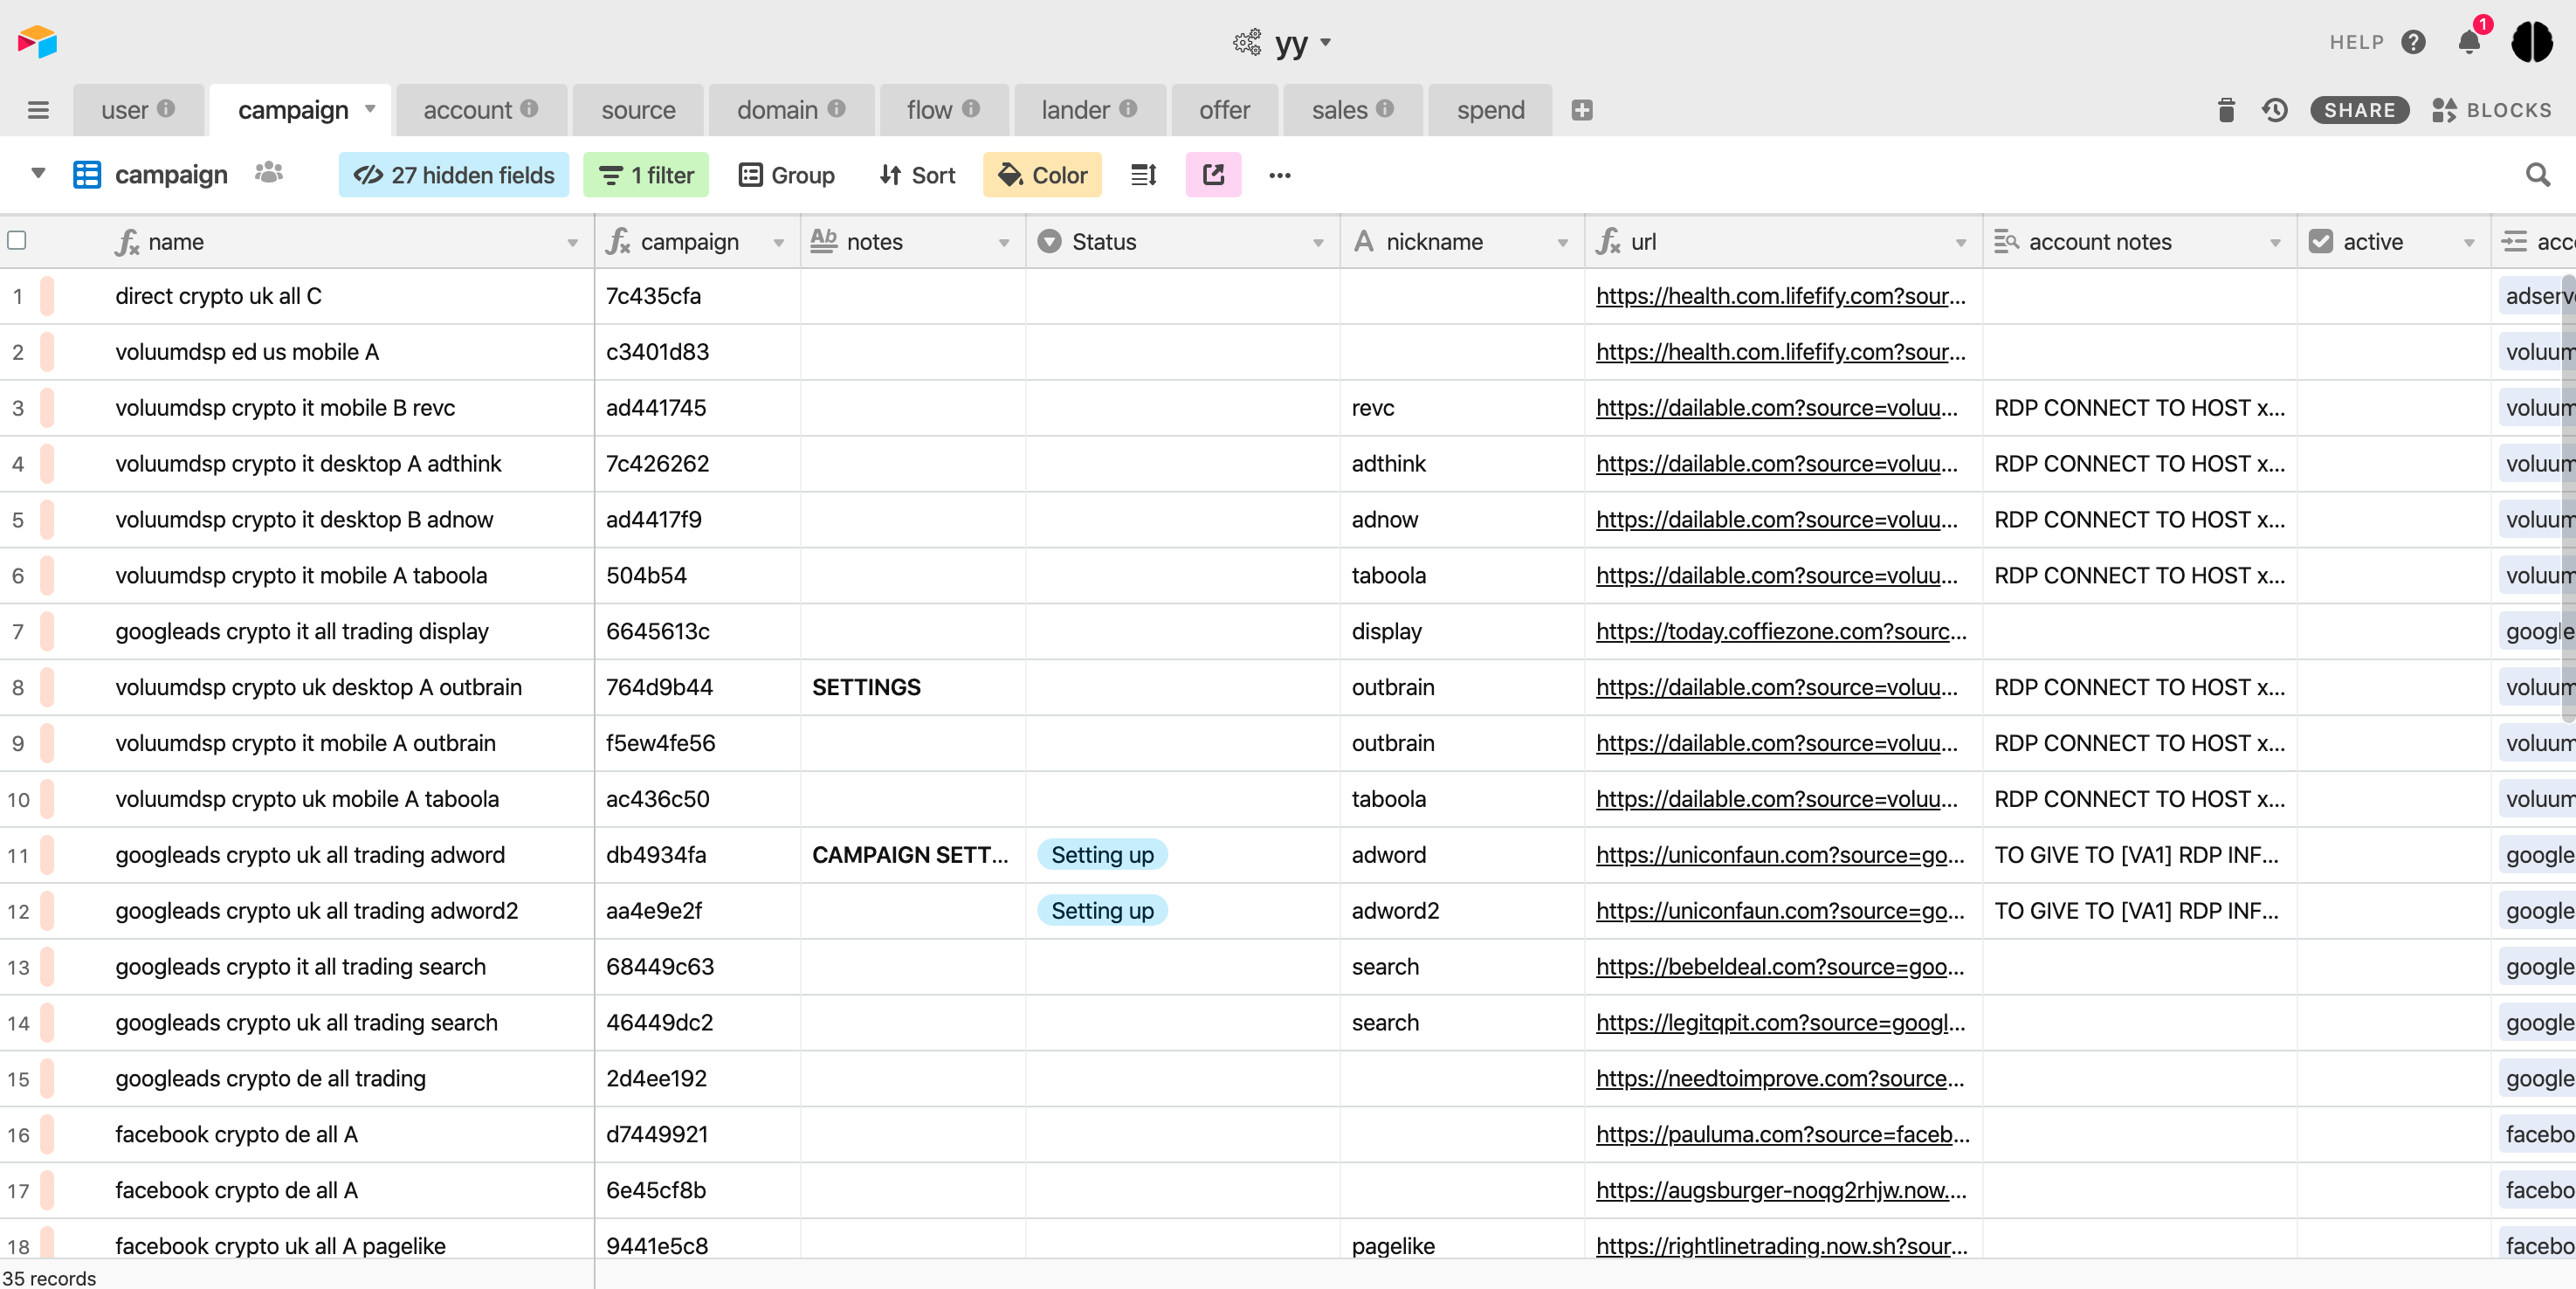 yy
HELP
1
user
campaign
account
source
domain
flow
lander
offer
sales
spend
SHARE
BLOCKS
campaign
27 hidden fields
1 filter
Group
Sort
Color
name campaign Ab notes Status A nickname url account notes active acc
1 direct crypto uk all C 7c435cfa https://health.com.lifefify.com?sour... adserv
2 voluumdsp ed us mobile A c3401d83 https://health.com.lifefify.com?sour... voluum
3 voluumdsp crypto it mobile B revc ad441745 revc https://dailable.com?source=voluu... RDP CONNECT TO HOST x... voluum
4 voluumdsp crypto it desktop A adthink 7c426262 adthink https://dailable.com?source=voluu... RDP CONNECT TO HOST x... voluum
5 voluumdsp crypto it desktop B adnow ad4417f9 adnow https://dailable.com?source=voluu... RDP CONNECT TO HOST x... voluum
6 voluumdsp crypto it mobile A taboola 504b54 taboola https://dailable.com?source=voluu... RDP CONNECT TO HOST x... voluum
7 googleads crypto it all trading display 6645613c display https://today.coffiezone.com?sourc... google
8 voluumdsp crypto uk desktop A outbrain 764d9b44 SETTINGS outbrain https://dailable.com?source=voluu... RDP CONNECT TO HOST x... voluum
9 voluumdsp crypto it mobile A outbrain f5ew4fe56 outbrain https://dailable.com?source=voluu... RDP CONNECT TO HOST x... voluum
10 voluumdsp crypto uk mobile A taboola ac436c50 taboola https://dailable.com?source=voluu... RDP CONNECT TO HOST x... voluum
11 googleads crypto uk all trading adword db4934fa CAMPAIGN SETT... Setting up adword https://uniconfaun.com?source=go... TO GIVE TO [VA1] RDP INF... google
12 googleads crypto uk all trading adword2 aa4e9e2f Setting up adword2 https://uniconfaun.com?source=go... TO GIVE TO [VA1] RDP INF... google
13 googleads crypto it all trading search 68449c63 search https://bebeldeal.com?source=goo... google
14 googleads crypto uk all trading search 46449dc2 search https://legitqpit.com?source=googl... google
15 googleads crypto de all trading 2d4ee192 https://needtoimprove.com?source... google
16 facebook crypto de all A d7449921 https://pauluma.com?source=faceb... facebo
17 facebook crypto de all A 6e45cf8b https://augsburger-noqg2rhjw.now.... facebo
18 facebook crypto uk all A pagelike 9441e5c8 pagelike https://rightlinetrading.now.sh?sour... facebo
35 records